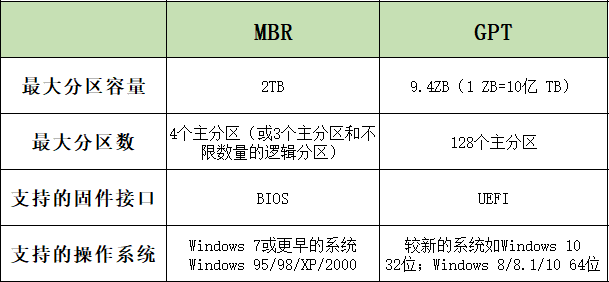 MBR
GPT
最大分区容量
2TB
9.4ZB（1 ZB=10亿 TB）
最大分区数
4个主分区（或3个主分区和不
限数量的逻辑分区）
128个主分区
支持的固件接口
BIOS
UEFI
支持的操作系统
Windows 7或更早的系统
Windows 95/98/XP/2000
较新的系统如Windows 10
32位；Windows 8/8.1/10 64位